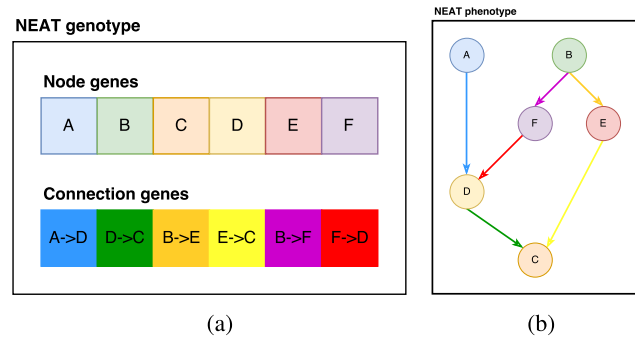 NEAT genotype
Node genes
A B C D E F
Connection genes
A->D D->C B->E E->C B->F F->D
(a)
NEAT phenotype
A B
F E
D
C
(b)